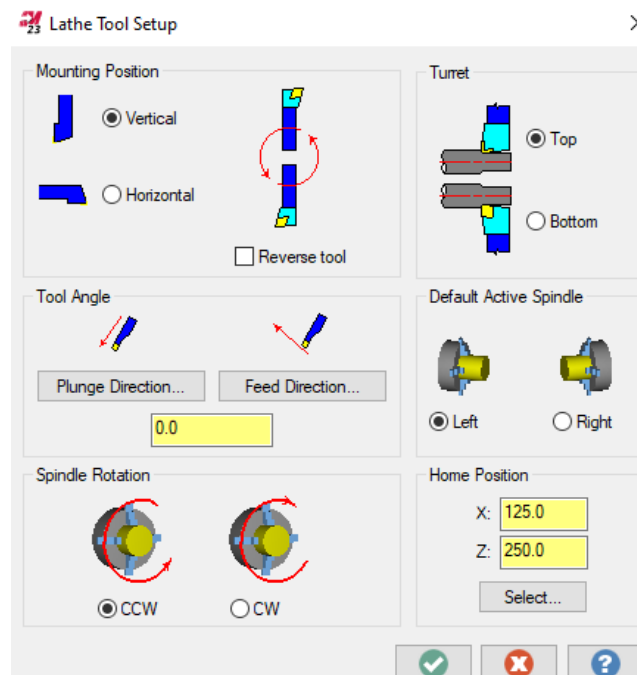 23 Lathe Tool Setup
Mounting Position
Vertical
Horizontal
Reverse tool
Turret
Top
Bottom
Tool Angle
Plunge Direction...
Feed Direction...
0.0
Default Active Spindle
Left
Right
Spindle Rotation
CCW
CW
Home Position
X: 125.0
Z: 250.0
Select...
?